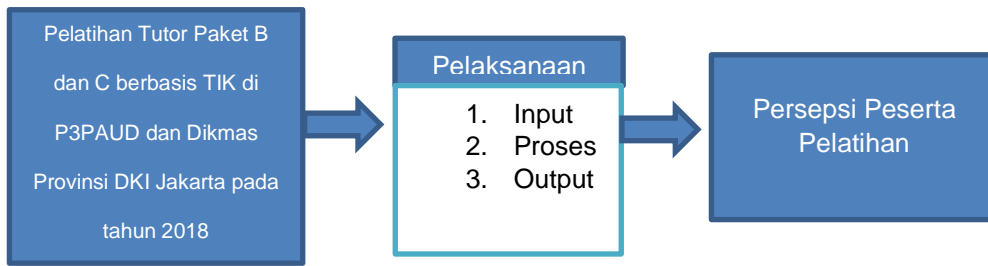 Pelatihan Tutor Paket B
dan C berbasis TIK di
P3PAUD dan Dikmas
Provinsi DKI Jakarta pada
tahun 2018
Pelaksanaan
1. Input
2. Proses
3. Output
Persepsi Peserta
Pelatihan